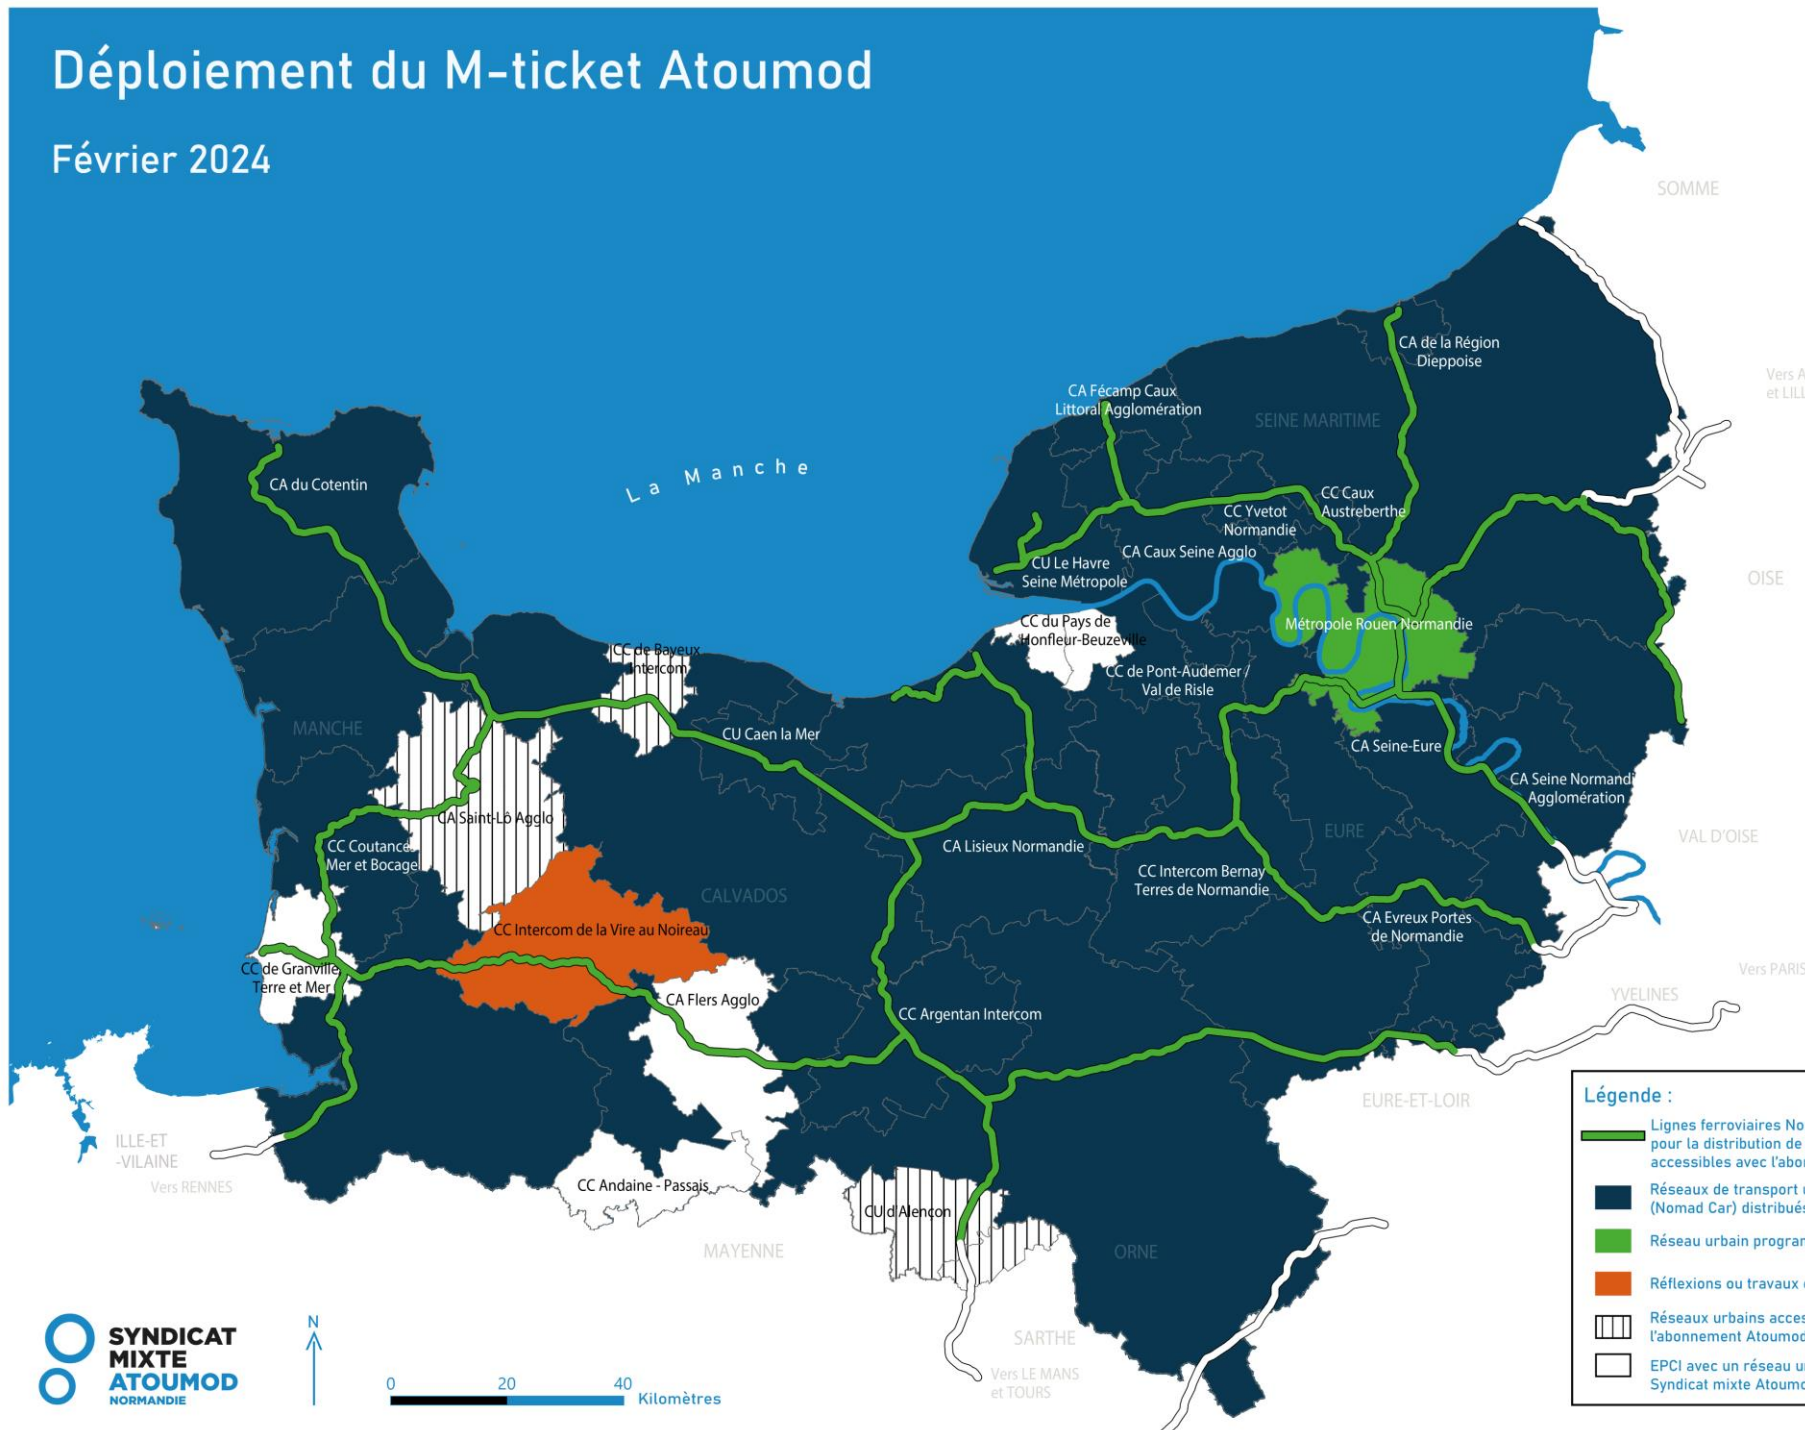 Déploiement du M-ticket Atoumod
Février 2024
SOMME
Vers A
et LILL
CA de la Région
Dieppoise
CA Fécamp Caux
Littoral Agglomération
SEINE MARITIME
La Manche
CA du Cotentin
CC Caux
Austreberthe
CC Yvetot
Normandie
CA Caux Seine Agglo
CU Le Havre
Seine Métropole
OISE
CC du Pays de
Honfleur-Beuzeville
Métropole Rouen Normandie
CC de Bayeux
Intercom
CC de Pont-Audemer /
Val de Risle
MANCHE
CU Caen la Mer
CA Seine-Eure
CA Seine Normandi
Agglomération
CA Saint-Lô Agglo
EURE
VAL D'OISE
CC Coutances
Mer et Bocage
CA Lisieux Normandie
CC Intercom Bernay
Terres de Normandie
CALVADOS
CA Evreux Portes
de Normandie
CC Intercom de la Vire au Noireau
CC de Granville,
Terre et Mer
CA Flers Agglo
CC Argentan Intercom
Vers PARIS
YVELINES
EURE-ET-LOIR
ILLE-ET
-VILAINE
Vers RENNES
CC Andaine - Passais
CU d'Alençon
MAYENNE
ORNE
SARTHE
Vers LE MANS
et TOURS
Légende :
Lignes ferroviaires No
pour la distribution de
accessibles avec l'abon
Réseaux de transport u
(Nomad Car) distribués
Réseau urbain program
Réflexions ou travaux
Réseaux urbains acces
l'abonnement Atoumod
EPCI avec un réseau ur
Syndicat mixte Atoumo
SYNDICAT
MIXTE
ATOUMOD
NORMANDIE
N
0 20 40
Kilomètres